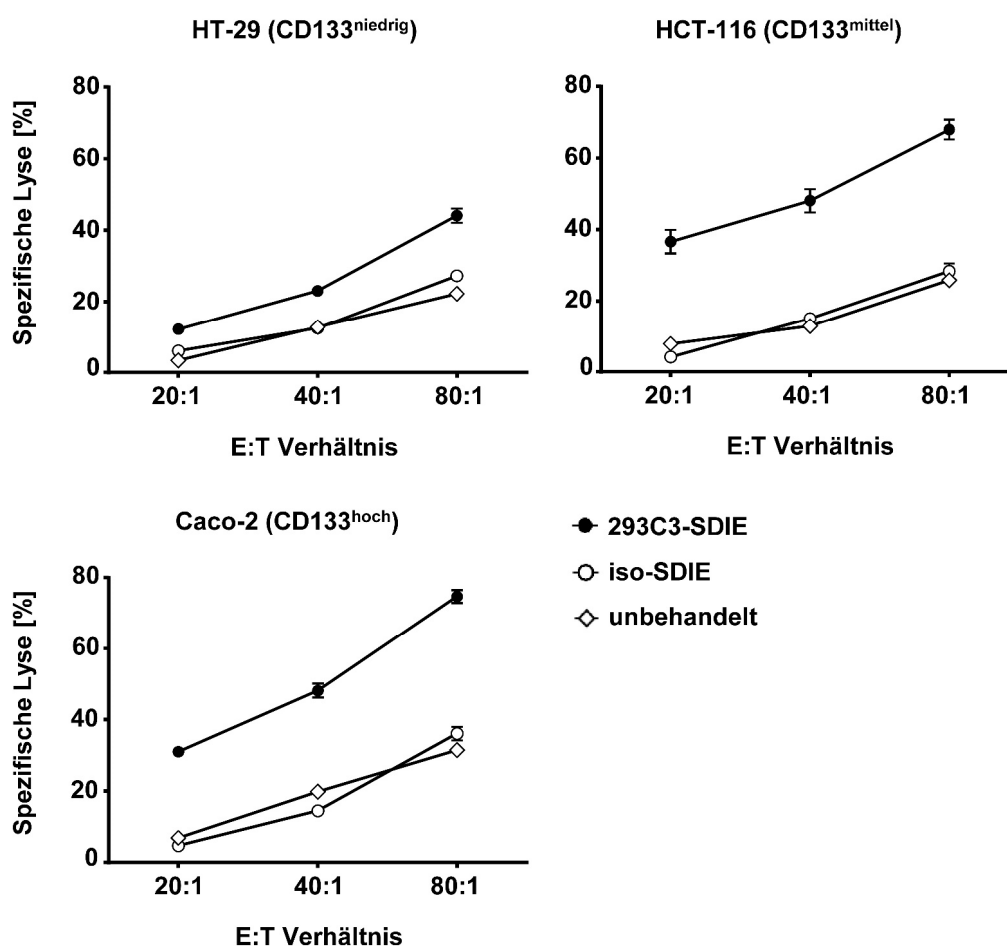 HT-29 (CD133niedrig)
Spezifische Lyse [%]
80
60
40
20
0
20:1 40:1 80:1
E:T Verhältnis
HCT-116 (CD133mittel)
80
60
40
20
0
20:1 40:1 80:1
E:T Verhältnis
Caco-2 (CD133hoch)
Spezifische Lyse [%]
80
60
40
20
0
20:1 40:1 80:1
E:T Verhältnis
293C3-SDIE
iso-SDIE
unbehandelt